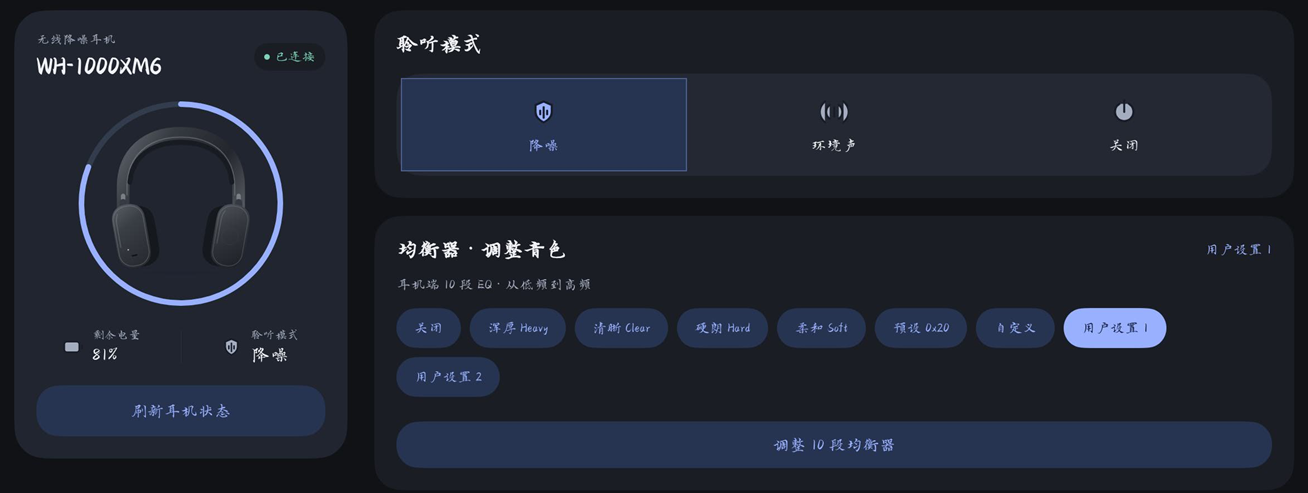 无线降噪耳机
WH-1000XM6
已连接
剩余电量
81%
聆听模式
降噪
刷新耳机状态
聆听模式
降噪
环境声
关闭
均衡器 · 调整音色
用户设置 1
耳机端 10 段 EQ · 从低频到高频
关闭
浑厚 Heavy
清晰 Clear
硬朗 Hard
柔和 Soft
预设 0x20
自定义
用户设置 1
用户设置 2
调整 10 段均衡器